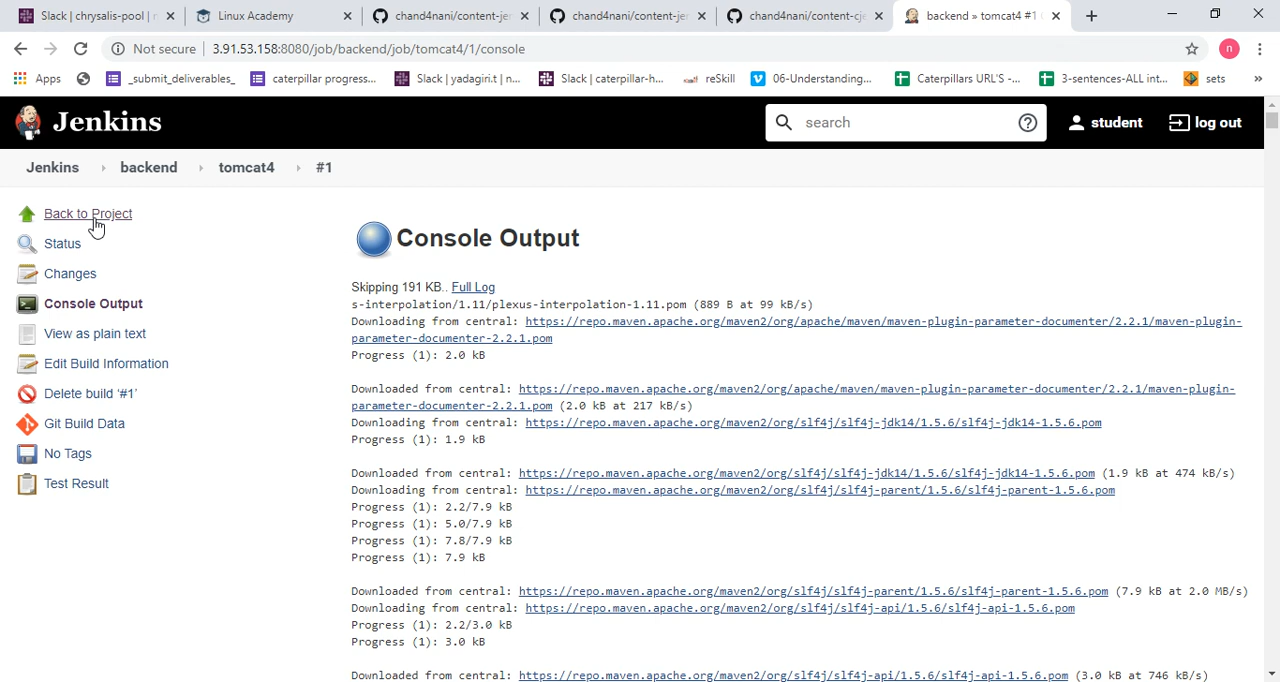 Slack | chrysalis-pool | n
Linux Academy
chand4nani/content-jer
chand4nani/content-jer
chand4nani/content-cje
backend » tomcat4 #1 C
Not secure | 3.91.53.158:8080/job/backend/job/tomcat4/1/console
n
Apps
_submit_deliverables_
caterpillar progress...
Slack | yadagiri.t | n...
Slack | caterpillar-h...
reSkill
06-Understanding...
Caterpillars URL'S -...
3-sentences-ALL int...
sets
»
Jenkins
search
student
log out
Jenkins
backend
tomcat4
#1
Back to Project
Status
Changes
Console Output
View as plain text
Edit Build Information
Delete build '#1'
Git Build Data
No Tags
Test Result
Console Output
Skipping 191 KB.. Full Log
s-interpolation/1.11/plexus-interpolation-1.11.pom (889 B at 99 kB/s)
Downloading from central: https://repo.maven.apache.org/maven2/org/apache/maven/maven-plugin-parameter-documenter/2.2.1/maven-plugin-
parameter-documenter-2.2.1.pom
Progress (1): 2.0 kB
Downloaded from central: https://repo.maven.apache.org/maven2/org/apache/maven/maven-plugin-parameter-documenter/2.2.1/maven-plugin-
parameter-documenter-2.2.1.pom (2.0 kB at 217 kB/s)
Downloading from central: https://repo.maven.apache.org/maven2/org/slf4j/slf4j-jdk14/1.5.6/slf4j-jdk14-1.5.6.pom
Progress (1): 1.9 kB
Downloaded from central: https://repo.maven.apache.org/maven2/org/slf4j/slf4j-jdk14/1.5.6/slf4j-jdk14-1.5.6.pom (1.9 kB at 474 kB/s)
Downloading from central: https://repo.maven.apache.org/maven2/org/slf4j/slf4j-parent/1.5.6/slf4j-parent-1.5.6.pom
Progress (1): 2.2/7.9 kB
Progress (1): 5.0/7.9 kB
Progress (1): 7.8/7.9 kB
Progress (1): 7.9 kB
Downloaded from central: https://repo.maven.apache.org/maven2/org/slf4j/slf4j-parent/1.5.6/slf4j-parent-1.5.6.pom (7.9 kB at 2.0 MB/s)
Downloading from central: https://repo.maven.apache.org/maven2/org/slf4j/slf4j-api/1.5.6/slf4j-api-1.5.6.pom
Progress (1): 2.2/3.0 kB
Progress (1): 3.0 kB
Downloaded from central: https://repo.maven.apache.org/maven2/org/slf4j/slf4j-api/1.5.6/slf4j-api-1.5.6.pom (3.0 kB at 746 kB/s)